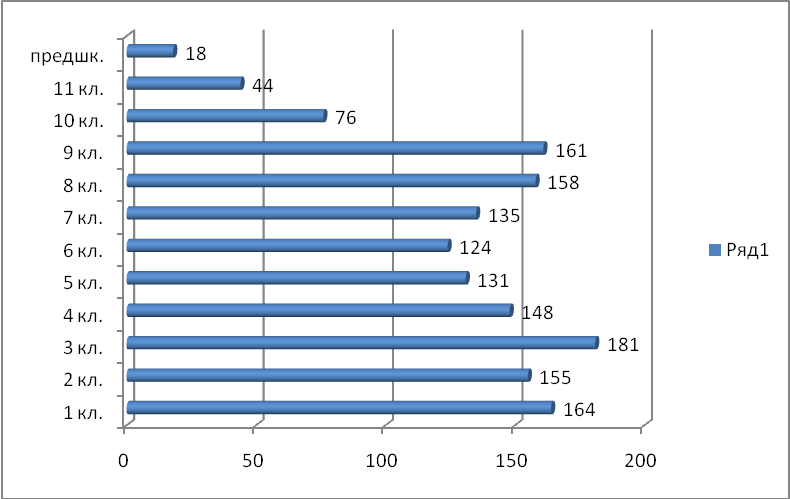 предшк. 18
11 кл. 44
10 кл. 76
9 кл. 161
8 кл. 158
7 кл. 135
6 кл. 124
5 кл. 131
4 кл. 148
3 кл. 181
2 кл. 155
1 кл. 164
0 50 100 150 200
Ряд1